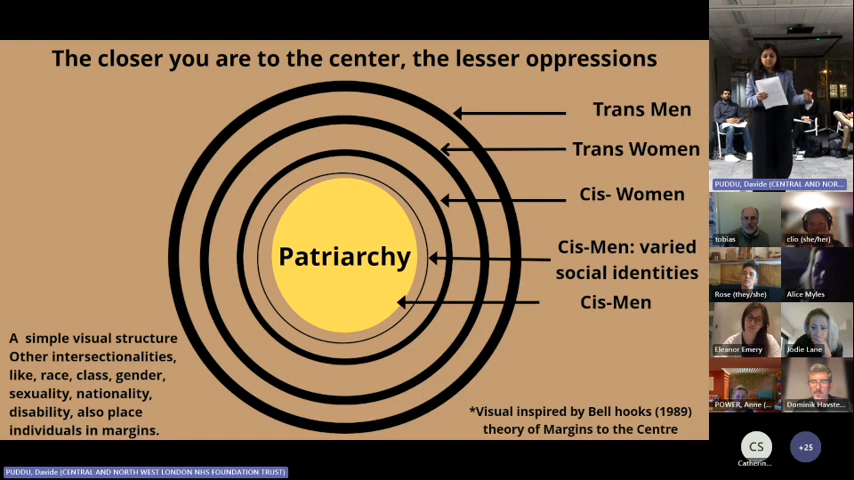 The closer you are to the center, the lesser oppressions
Trans Men
Trans Women
Cis- Women
Cis-Men: varied
social identities
Cis-Men
Patriarchy
A simple visual structure
Other intersectionalities,
like, race, class, gender,
sexuality, nationality,
disability, also place
individuals in margins.
*Visual inspired by Bell hooks (1989)
theory of Margins to the Centre
PUDDU, Davide (CENTRAL AND NORTH WEST LONDON NHS FOUNDATION TRUST)
PUDDU, Davide (CENTRAL AND NOR...
tobias
clio (she/her)
Rose (they/she)
Alice Myles
Eleanor Emery
Jodie Lane
POWER, Anne (...
Dominik Havste...
CS
Catherin...
+25